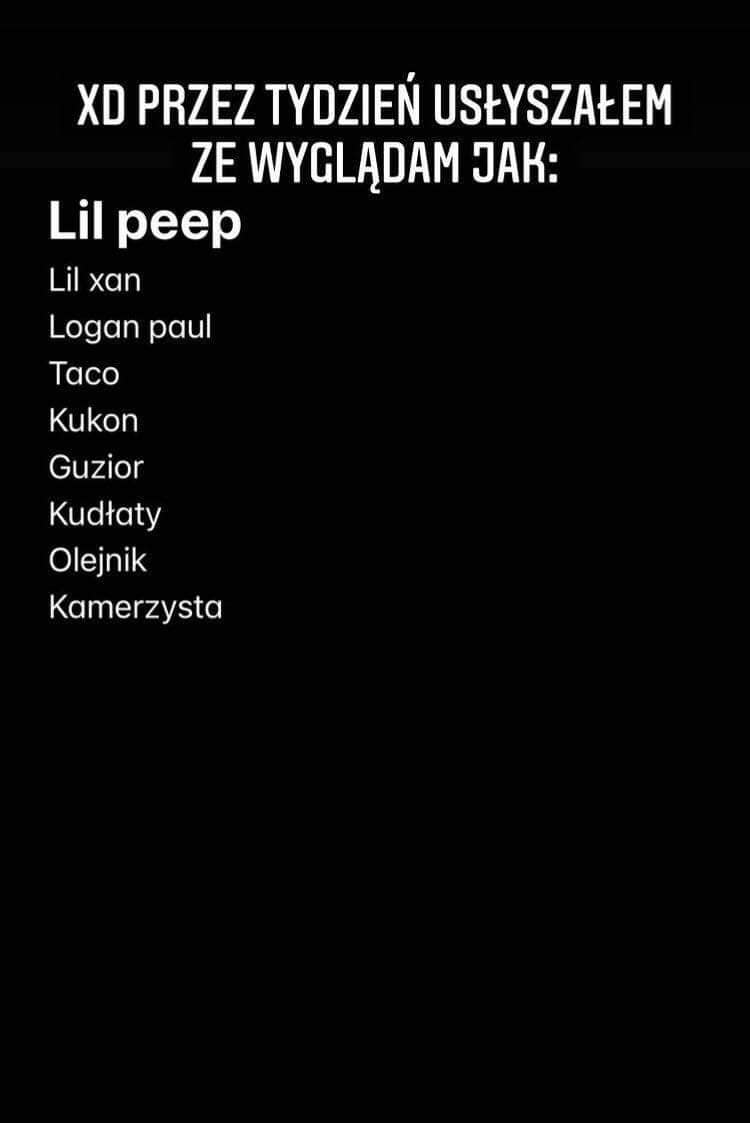 XD PRZEZ TYDZIEŃ USŁYSZAŁEM
ZE WYGLĄDAM JAK:
Lil peep
Lil xan
Logan paul
Taco
Kukon
Guzior
Kudłaty
Olejnik
Kamerzysta